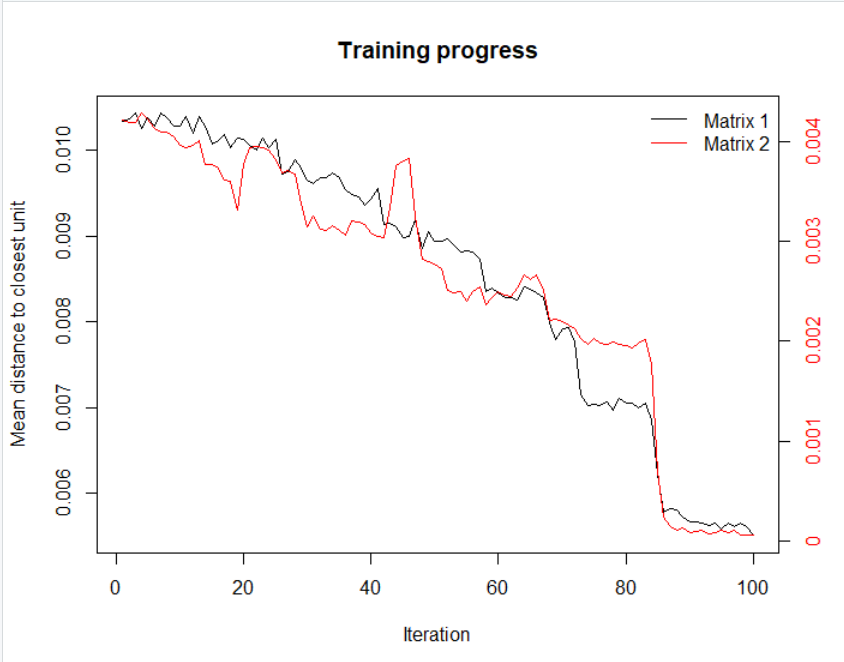 Training progress
Matrix 1
Matrix 2
Mean distance to closest unit
0.010
0.009
0.008
0.007
0.006
0.004
0.003
0.002
0.001
0
0 20 40 60 80 100
Iteration